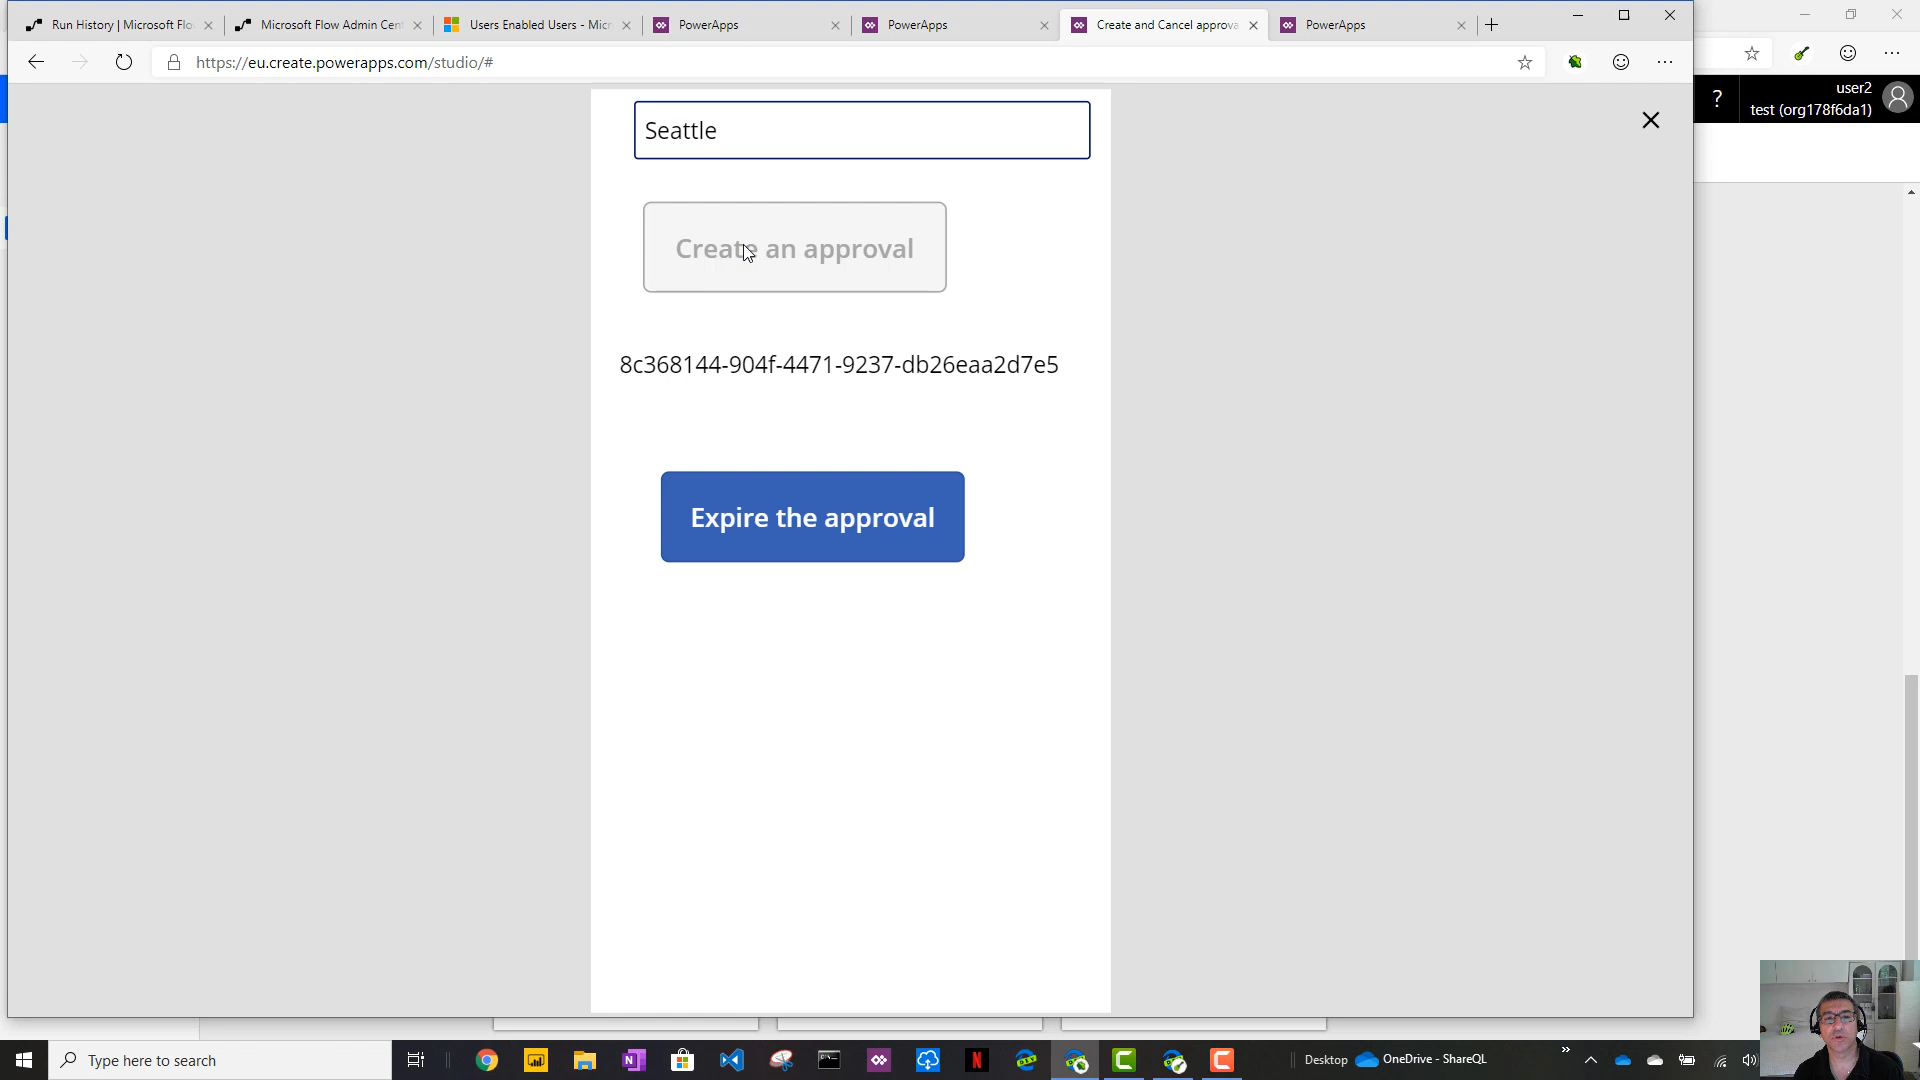 Run History | Microsoft Flo
Microsoft Flow Admin Cent
Users Enabled Users - Micr
PowerApps
PowerApps
Create and Cancel approva
PowerApps
https://eu.create.powerapps.com/studio/#
?
user2
test (org178f6da1)
Seattle
Create an approval
8c368144-904f-4471-9237-db26eaa2d7e5
Expire the approval
Type here to search
Desktop
OneDrive - ShareQL